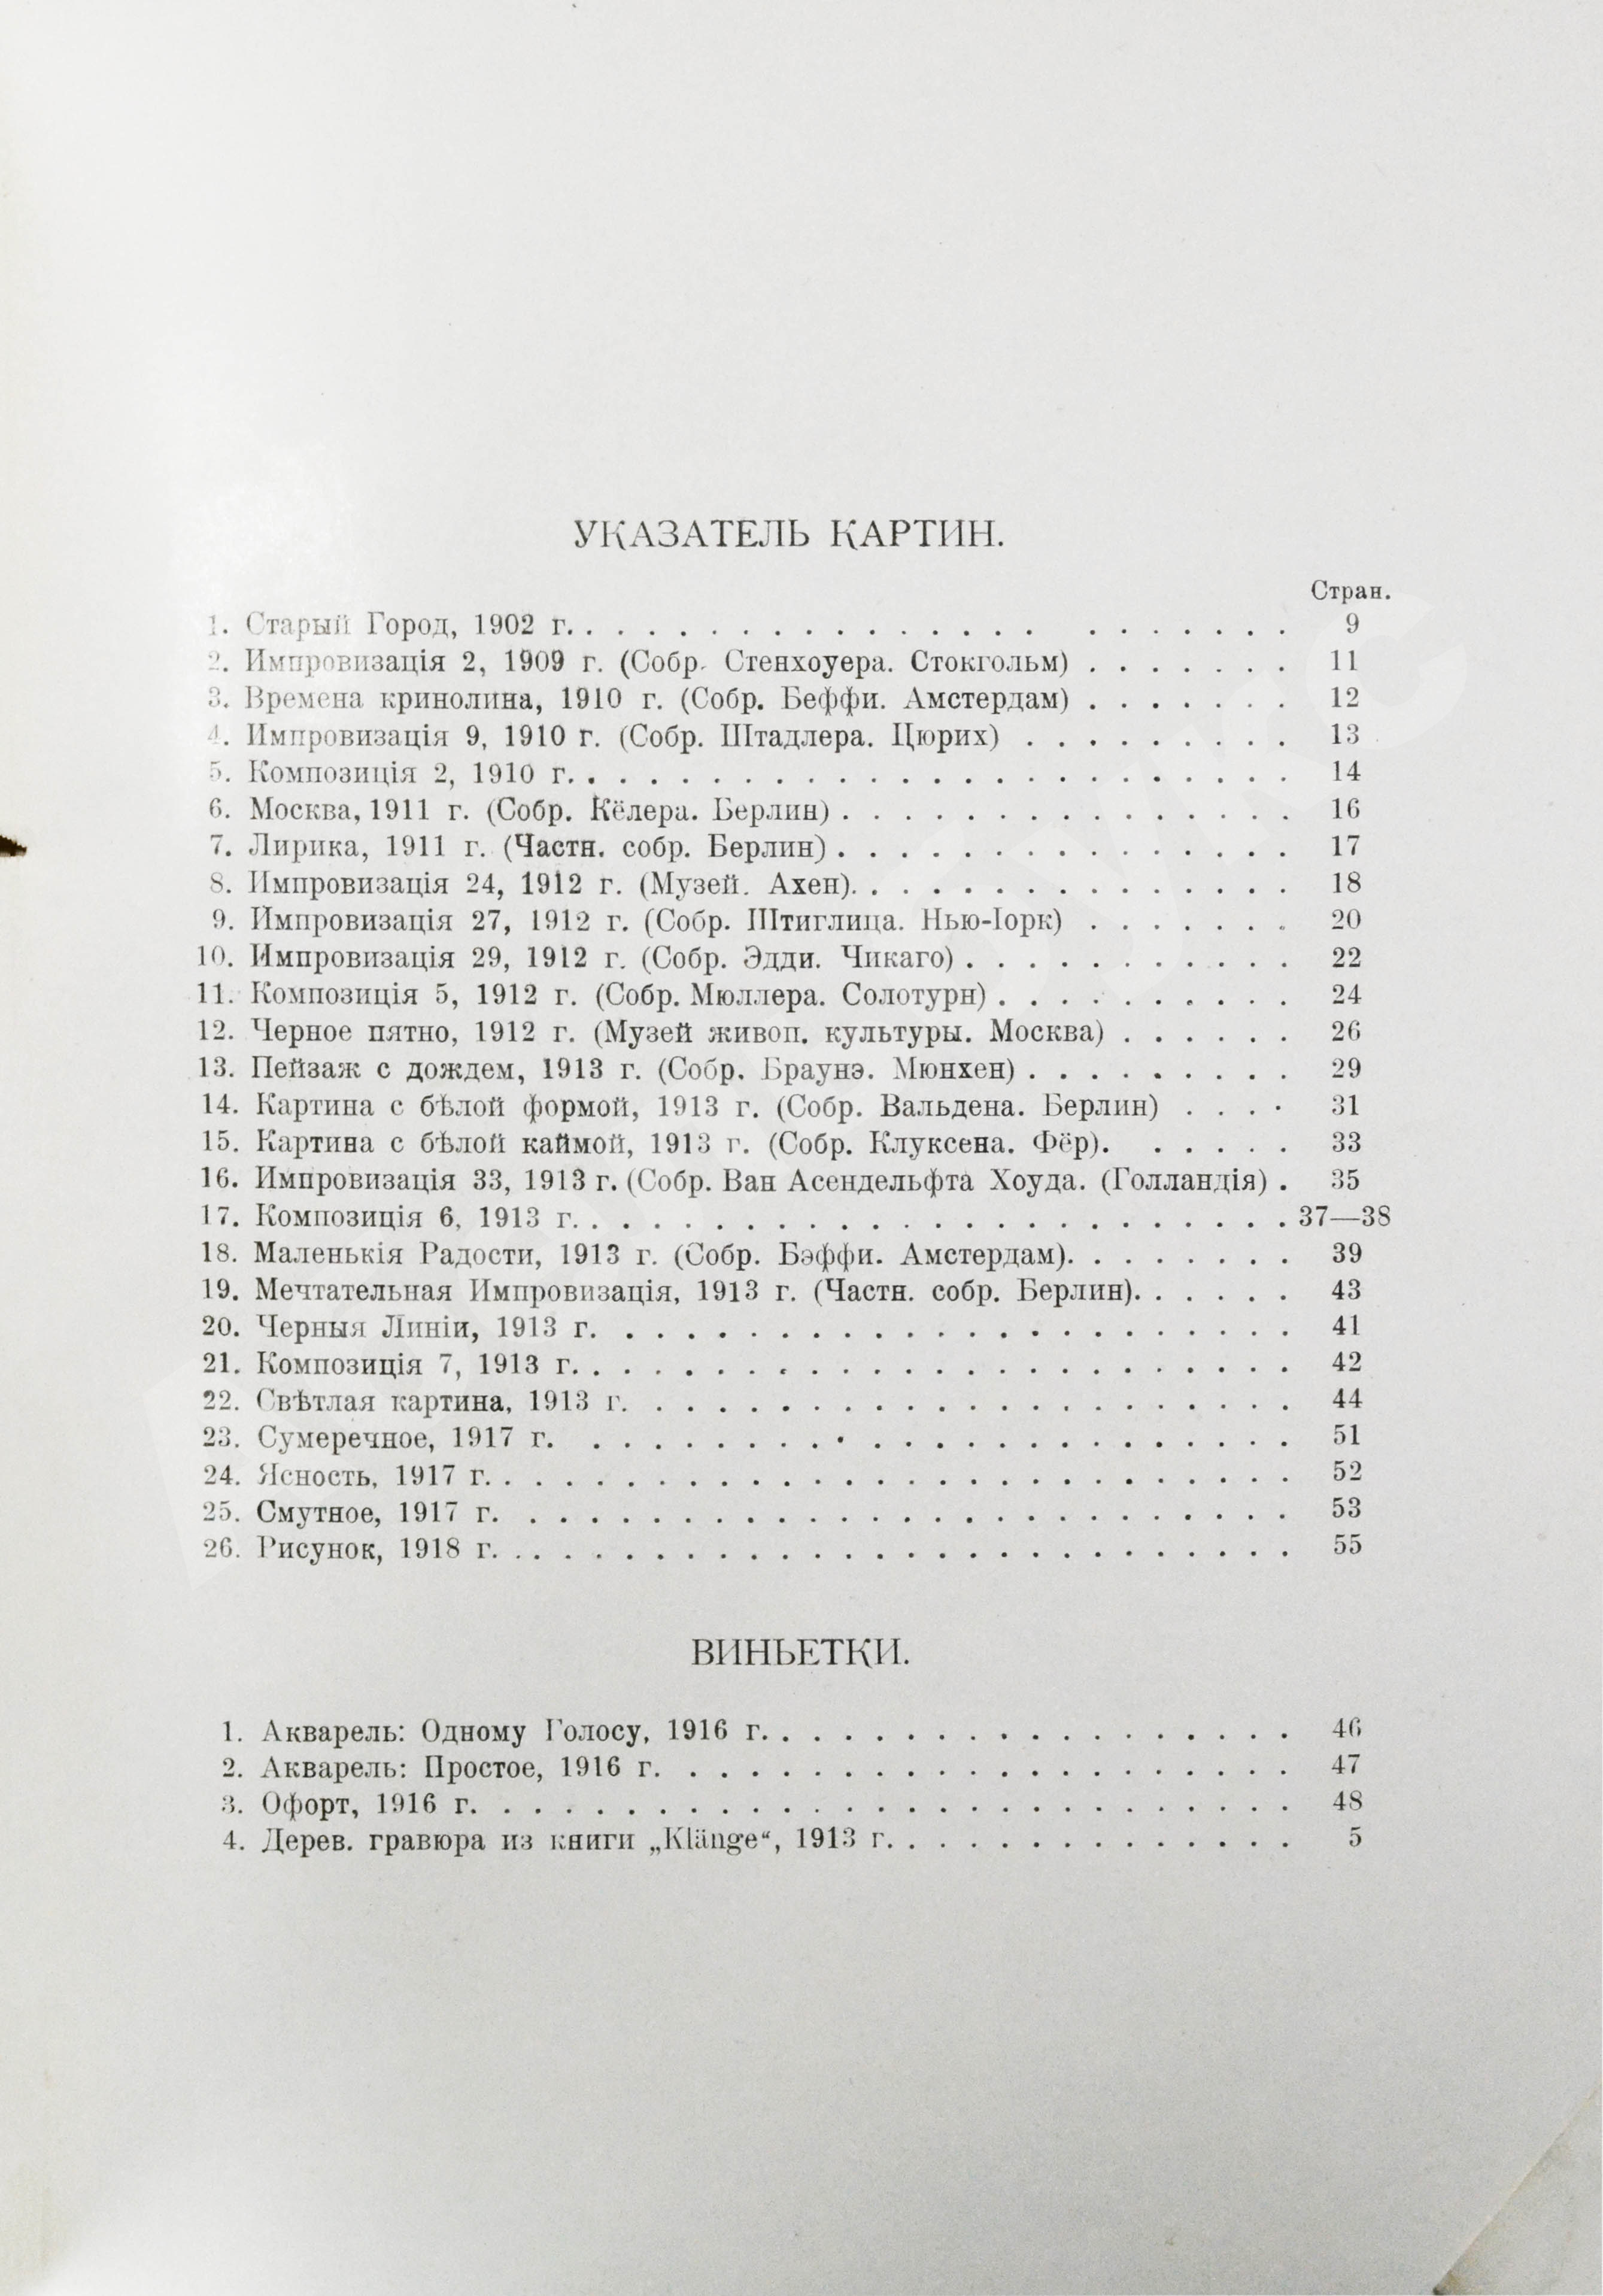 УКАЗАТЕЛЬ КАРТИН.
Стран.
1. Старый Город, 1902 г. . . . . . . . . . . . . . . . . . . . . . . . 9
2. Импровизація 2, 1909 г. (Собр. Стенхоуера. Стокгольм) . . . . . . . 11
3. Времена кринолина, 1910 г. (Собр. Беффи. Амстердам) . . . . . . . 12
4. Импровизація 9, 1910 г. (Собр. Штадлера. Цюрих) . . . . . . . . . 13
5. Композиція 2, 1910 г. . . . . . . . . . . . . . . . . . . . . . . . 14
6. Москва, 1911 г. (Собр. Кёлера. Берлин) . . . . . . . . . . . . . . . 16
7. Лирика, 1911 г. (Частн. собр. Берлин) . . . . . . . . . . . . . . . 17
8. Импровизація 24, 1912 г. (Музей. Ахен). . . . . . . . . . . . . . . 18
9. Импровизація 27, 1912 г. (Собр. Штиглица. Нью-Іорк) . . . . . . . 20
10. Импровизація 29, 1912 г. (Собр. Эдди. Чикаго) . . . . . . . . . . . 22
11. Композиція 5, 1912 г. (Собр. Мюллера. Солотурн) . . . . . . . . . . 24
12. Черное пятно, 1912 г. (Музей живоп. культуры. Москва) . . . . . . 26
13. Пейзаж с дождем, 1913 г. (Собр. Браунэ. Мюнхен) . . . . . . . . . 29
14. Картина с бѣлой формой, 1913 г. (Собр. Вальдена. Берлин) . . . . 31
15. Картина с бѣлой каймой, 1913 г. (Собр. Клуксена. Фёр). . . . . . 33
16. Импровизація 33, 1913 г. (Собр. Ван Асендельфта Хоуда. (Голландія) . 35
17. Композиція 6, 1913 г. . . . . . . . . . . . . . . . . . . . . . . . 37—38
18. Маленькія Радости, 1913 г. (Собр. Бэффи. Амстердам). . . . . . . . 39
19. Мечтательная Импровизація, 1913 г. (Частн. собр. Берлин). . . . . . 43
20. Черныя Линіи, 1913 г. . . . . . . . . . . . . . . . . . . . . . . 41
21. Композиція 7, 1913 г. . . . . . . . . . . . . . . . . . . . . . . . 42
22. Свѣтлая картина, 1913 г. . . . . . . . . . . . . . . . . . . . . . 44
23. Сумеречное, 1917 г. . . . . . . . . . . . . . . . . . . . . . . . 51
24. Ясность, 1917 г. . . . . . . . . . . . . . . . . . . . . . . . . . . 52
25. Смутное, 1917 г. . . . . . . . . . . . . . . . . . . . . . . . . . 53
26. Рисунок, 1918 г. . . . . . . . . . . . . . . . . . . . . . . . . . . 55
ВИНЬЕТКИ.
1. Акварель: Одному Голосу, 1916 г. . . . . . . . . . . . . . . . . . 46
2. Акварель: Простое, 1916 г. . . . . . . . . . . . . . . . . . . . . 47
3. Офорт, 1916 г. . . . . . . . . . . . . . . . . . . . . . . . . . . 48
4. Дерев. гравюра из книги „Klänge“, 1913 г. . . . . . . . . . . . . . . 5